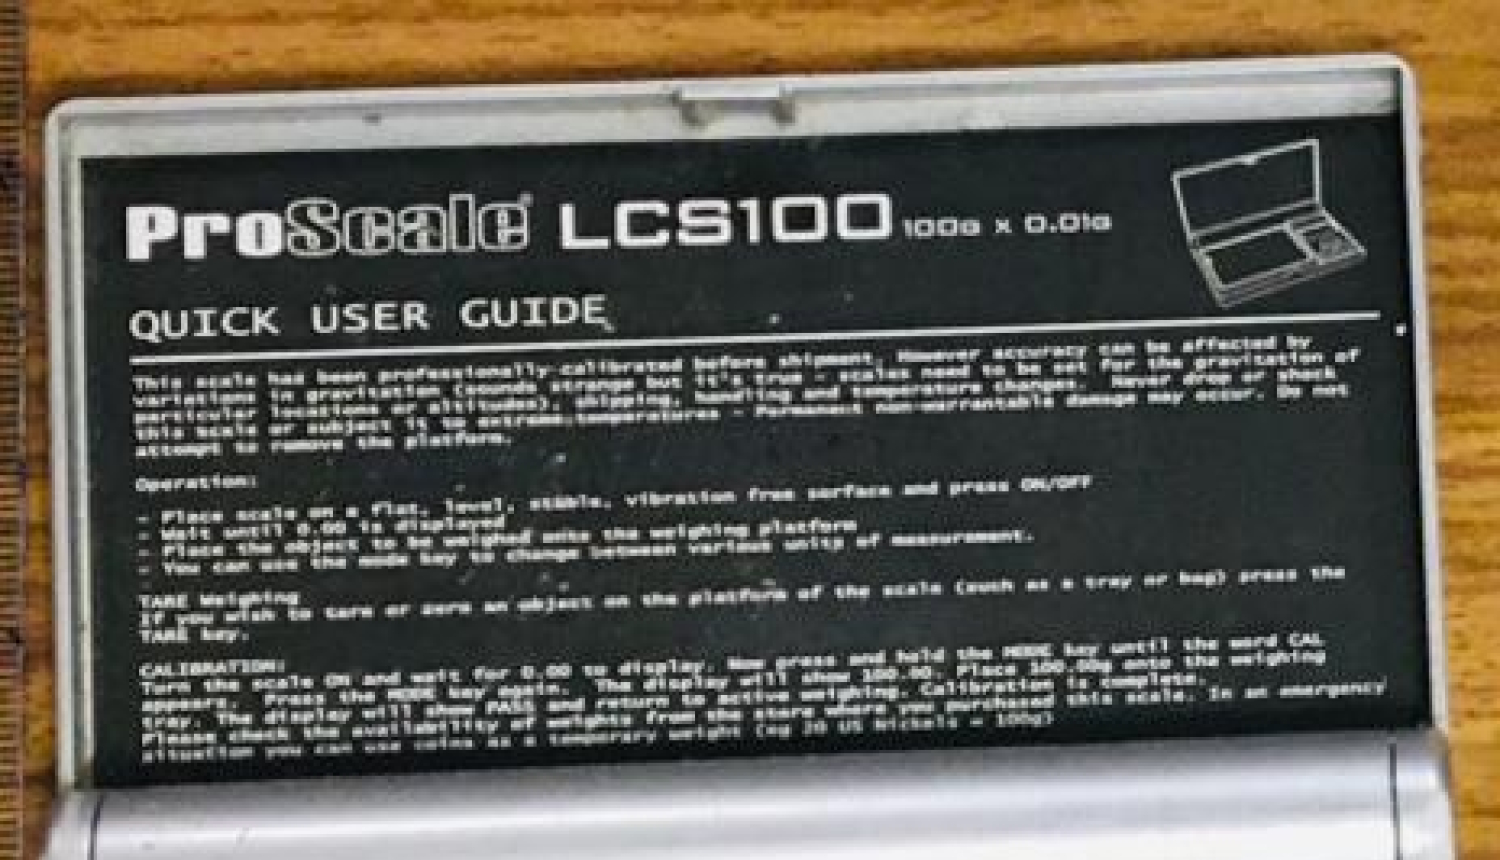 ProScale LCS100 100g x 0.01g
QUICK USER GUIDE
This scale has been professionally calibrated before shipment. However accuracy can be affected by
variations in gravitation (sounds strange but it's true - scales need to be set for the gravitation of
particular locations or altitudes), shipping, handling and temperature changes. Never drop or shock
this scale or subject it to extreme temperatures - Permanent non-warrantable damage may occur. Do not
attempt to remove the platform.
Operation:
- Place scale on a flat, level, stable, vibration free surface and press ON/OFF
- Wait until 0.00 is displayed
- Place the object to be weighed onto the weighing platform
- You can use the mode key to change between various units of measurement.
TARE Weighing
If you wish to tare or zero an object on the platform of the scale (such as a tray or bag) press the
TARE key.
CALIBRATION:
Turn the scale ON and wait for 0.00 to display. Now press and hold the MODE key until the word CAL
appears. Press the MODE key again. The display will show 100.00. Place 100.00g onto the weighing
tray. The display will show PASS and return to active weighing. Calibration is complete.
Please check the availability of weights from the store where you purchased this scale. In an emergency
situation you can use coins as a temporary weight (eg 20 US Nickels = 100g)